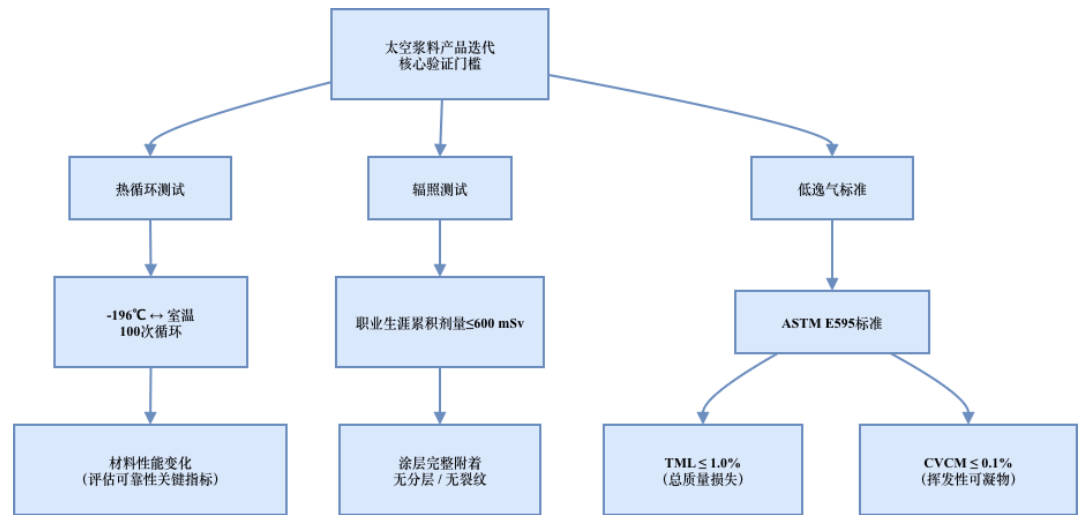 太空浆料产品迭代
核心验证门槛
热循环测试
辐照测试
低逸气标准
-196℃ ↔ 室温
100次循环
职业生涯累积剂量≤600 mSv
ASTM E595标准
材料性能变化
（评估可靠性关键指标）
涂层完整附着
无分层 / 无裂纹
TML ≤ 1.0%
（总质量损失）
CVCM ≤ 0.1%
（挥发性可凝物）